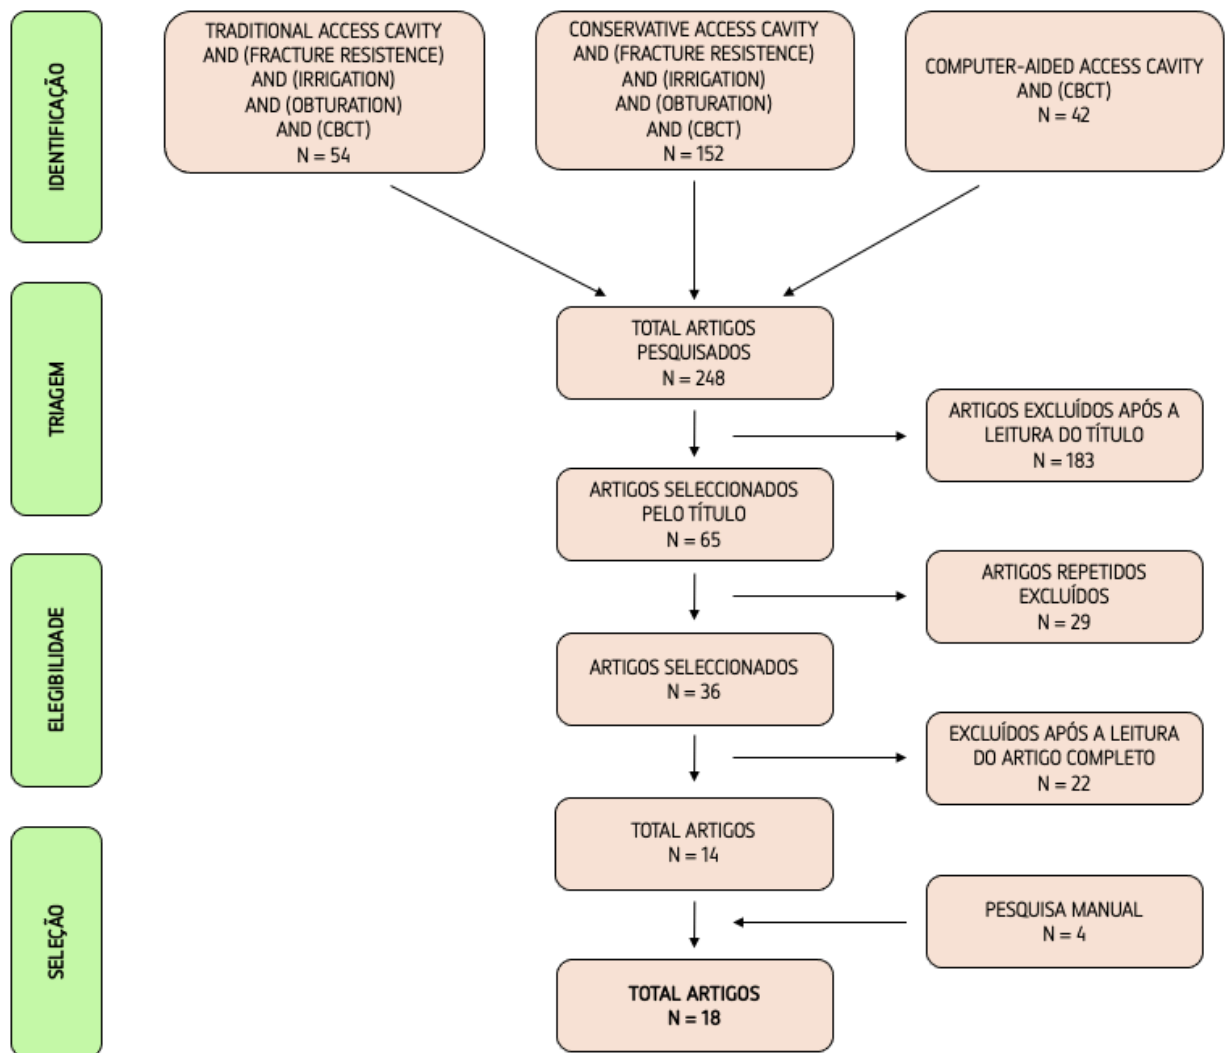 IDENTIFICAÇÃO
TRADITIONAL ACCESS CAVITY
AND (FRACTURE RESISTENCE)
AND (IRRIGATION)
AND (OBTURATION)
AND (CBCT)
N = 54
CONSERVATIVE ACCESS CAVITY
AND (FRACTURE RESISTENCE)
AND (IRRIGATION)
AND (OBTURATION)
AND (CBCT)
N = 152
COMPUTER-AIDED ACCESS CAVITY
AND (CBCT)
N = 42
TRIAGEM
TOTAL ARTIGOS
PESQUISADOS
N = 248
ARTIGOS EXCLUÍDOS APÓS A
LEITURA DO TÍTULO
N = 183
ARTIGOS SELECCIONADOS
PELO TÍTULO
N = 65
ELEGIBILIDADE
ARTIGOS REPETIDOS
EXCLUÍDOS
N = 29
ARTIGOS SELECCIONADOS
N = 36
EXCLUÍDOS APÓS A LEITURA
DO ARTIGO COMPLETO
N = 22
SELEÇÃO
TOTAL ARTIGOS
N = 14
PESQUISA MANUAL
N = 4
TOTAL ARTIGOS
N = 18